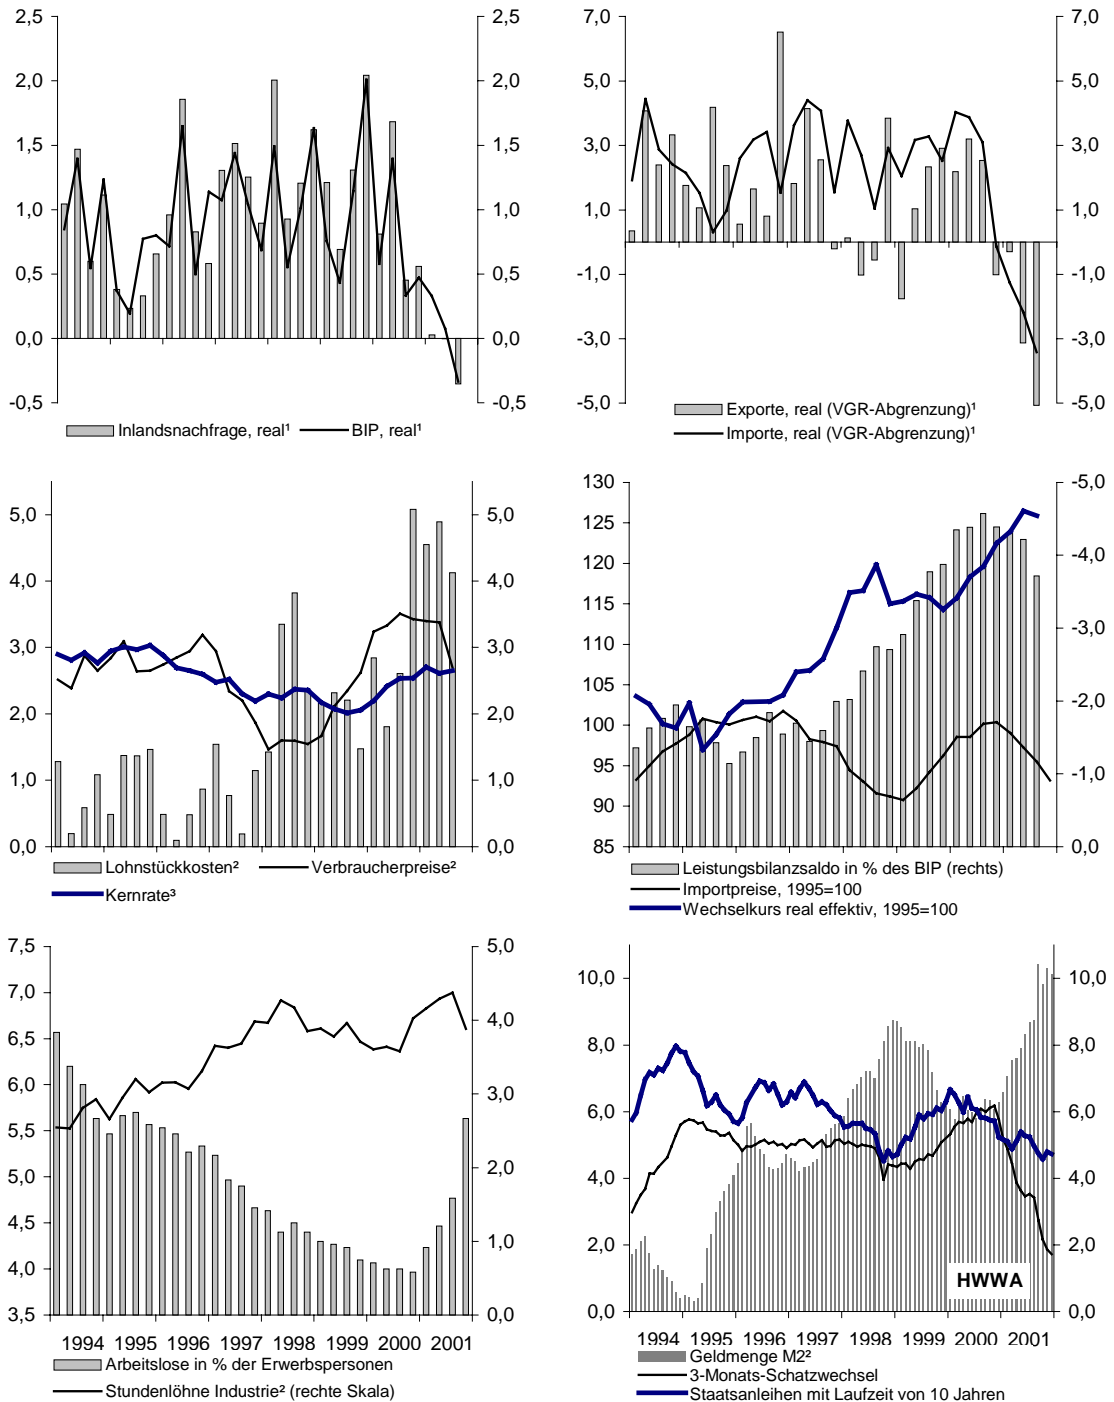 2,5 2,5
2,0 2,0
1,5 1,5
1,0 1,0
0,5 0,5
0,0 0,0
-0,5 -0,5
Inlandsnachfrage, real¹ BIP, real¹
7,0 7,0
5,0 5,0
3,0 3,0
1,0 1,0
-1,0 -1,0
-3,0 -3,0
-5,0 -5,0
Exporte, real (VGR-Abgrenzung)¹
Importe, real (VGR-Abgrenzung)¹
5,0 5,0
4,0 4,0
3,0 3,0
2,0 2,0
1,0 1,0
0,0 0,0
Lohnstückkosten² Verbraucherpreise²
Kernrate³
130 -5,0
125
120 -4,0
115
110 -3,0
105
100 -2,0
95
90 -1,0
85 0,0
Leistungsbilanzsaldo in % des BIP (rechts)
Importpreise, 1995=100
Wechselkurs real effektiv, 1995=100
7,5 5,0
7,0
6,5 4,0
6,0
5,5 3,0
5,0 2,0
4,5
4,0 1,0
3,5 0,0
1994 1995 1996 1997 1998 1999 2000 2001
Arbeitslose in % der Erwerbspersonen
Stundenlöhne Industrie² (rechte Skala)
10,0 10,0
8,0 8,0
6,0 6,0
4,0 4,0
2,0 2,0
HWWA
0,0 0,0
1994 1995 1996 1997 1998 1999 2000 2001
Geldmenge M2²
3-Monats-Schatzwechsel
Staatsanleihen mit Laufzeit von 10 Jahren